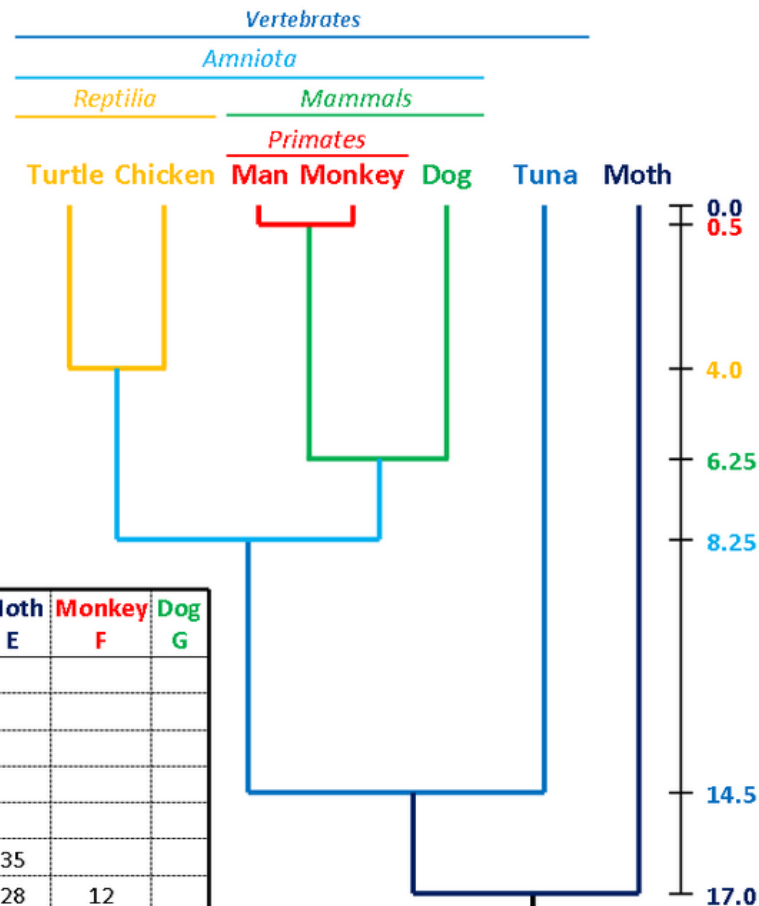 Vertebrates
Amniota
Reptilia Mammals
Primates
Turtle Chicken Man Monkey Dog Tuna Moth
0.0
0.5
4.0
6.25
8.25
Monkey Dog
E F G
14.5
35
28 12
17.0